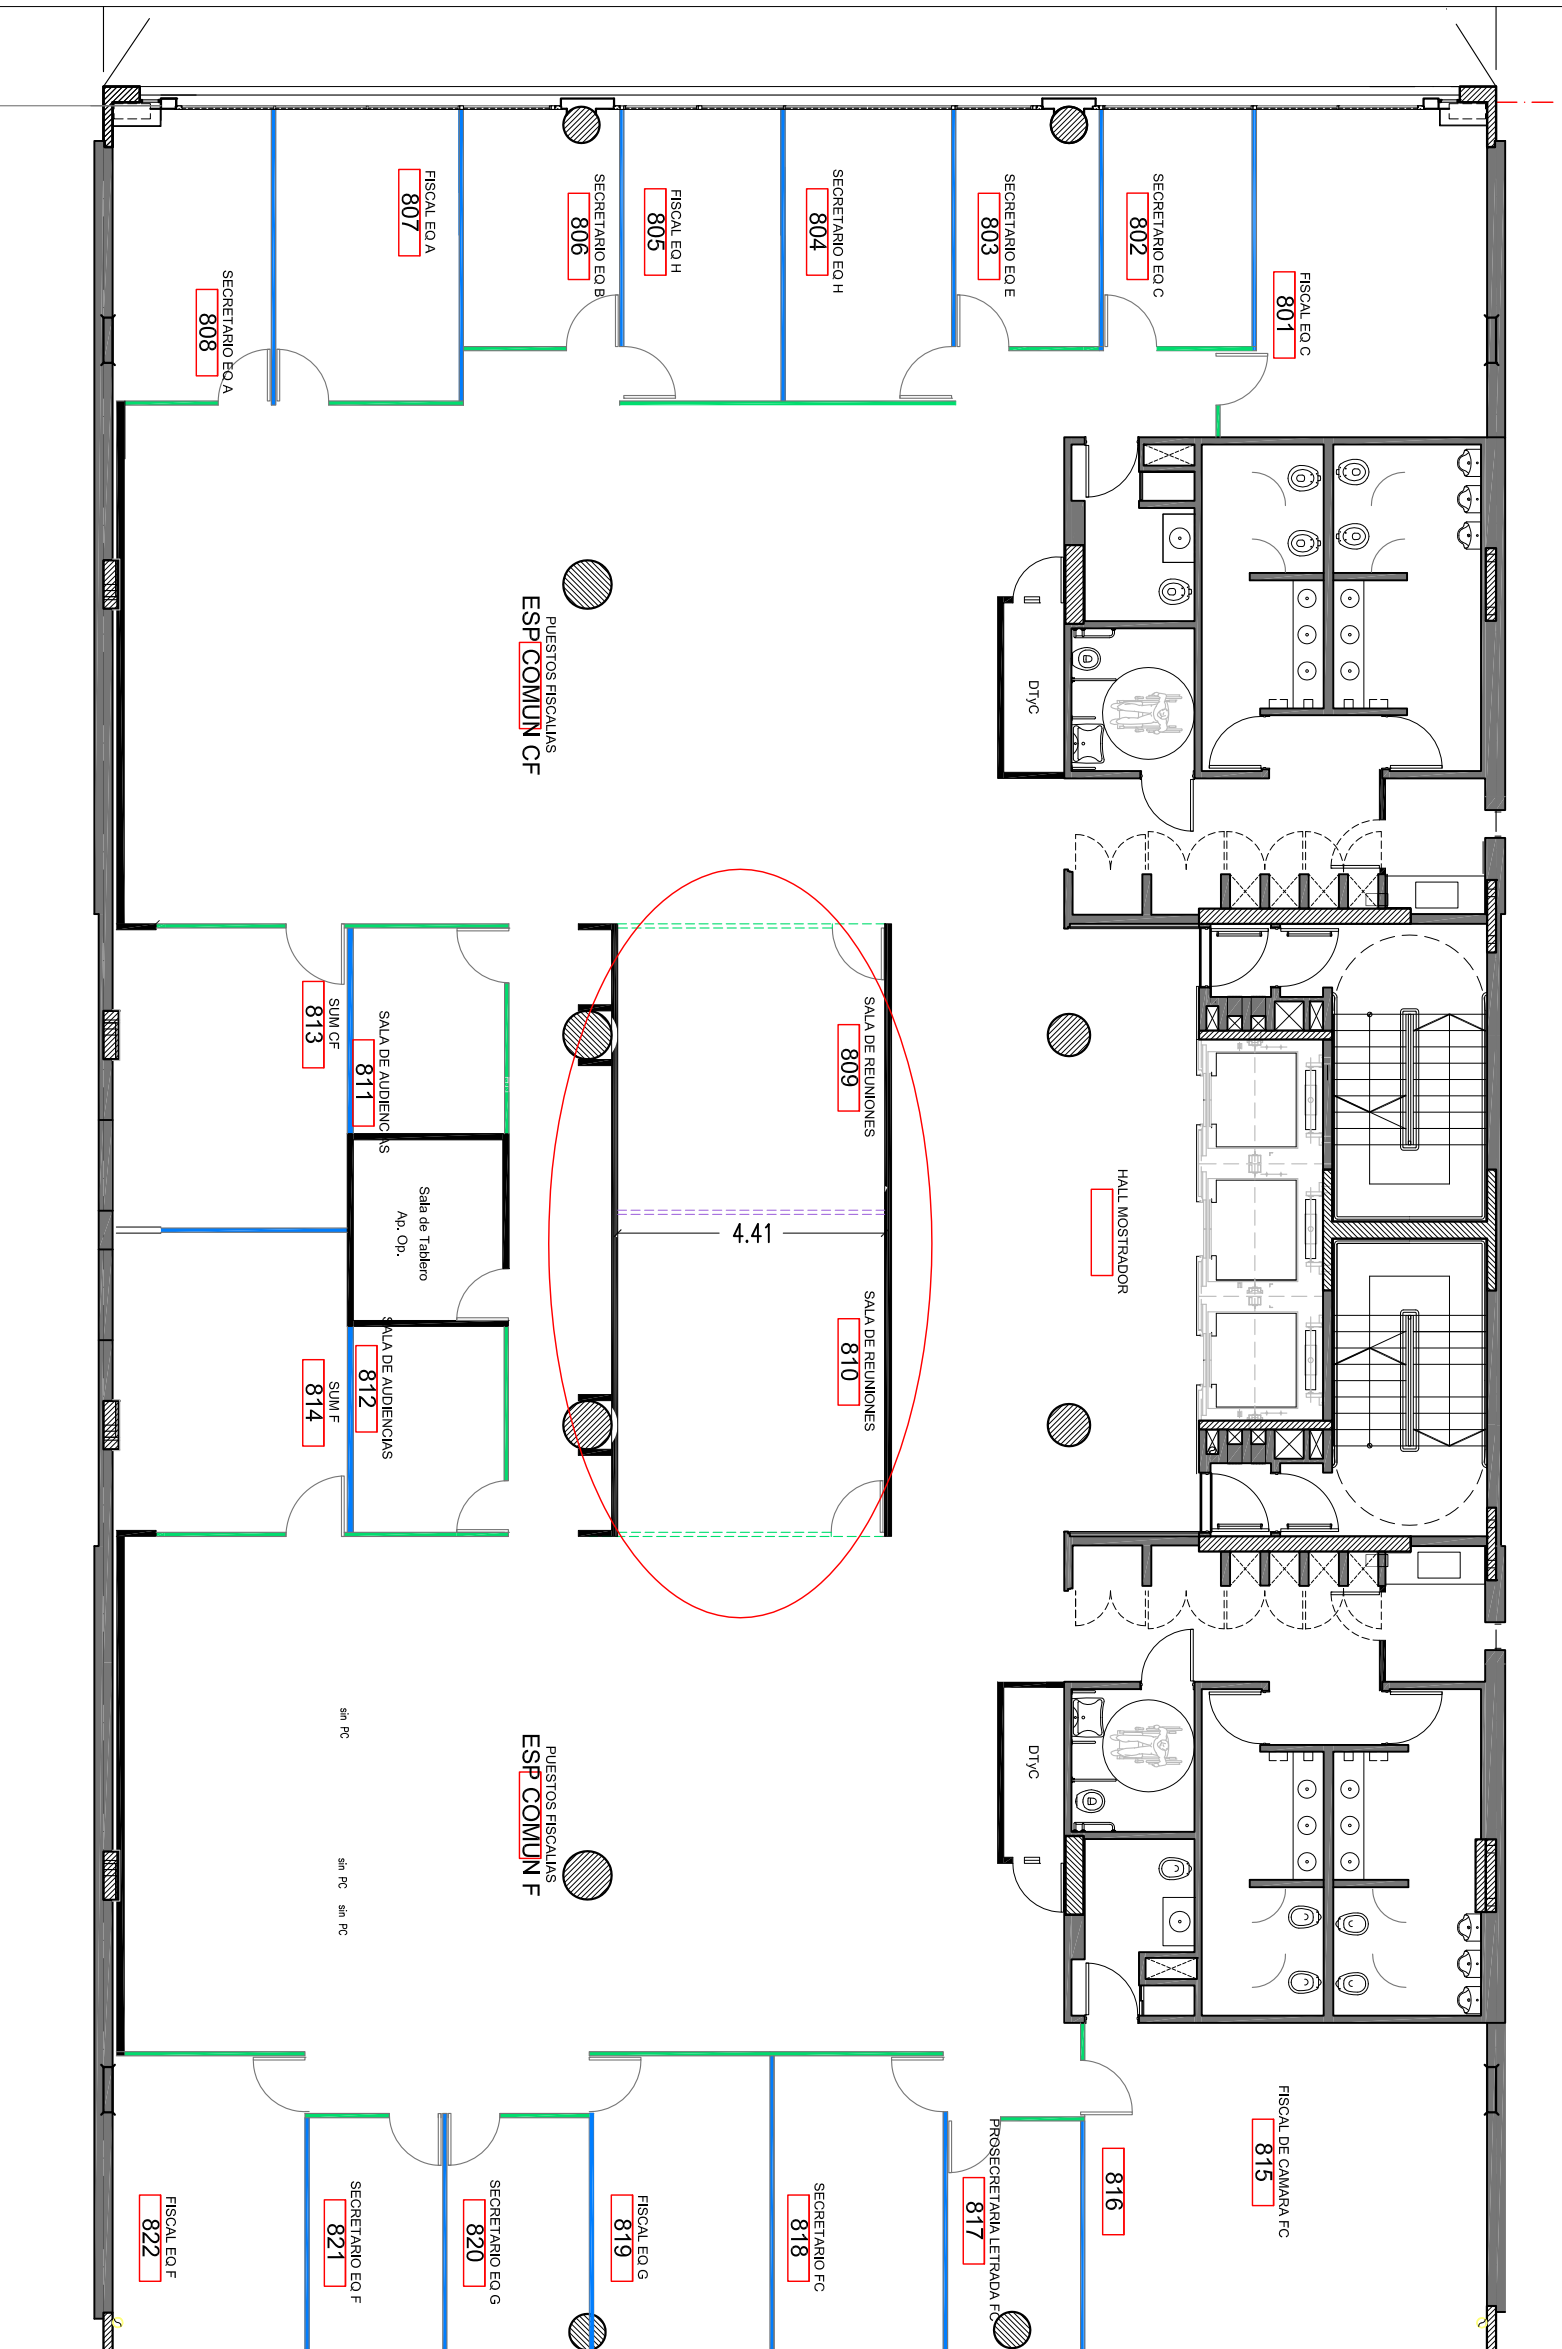 FISCAL EQ A
807
SECRETARIO EQ B
806
FISCAL EQ H
805
SECRETARIO EQ H
804
SECRETARIO EQ E
803
SECRETARIO EQ C
802
FISCAL EQ C
801
SECRETARIO EQ A
808
PUESTOS FISCALIAS
ESP COMUN CF
DTyC
SUM CF
813
SALA DE AUDIENCIAS
811
SALA DE REUNIONES
809
Sala de Tablero
Ap. Op.
4.41
HALL MOSTRADOR
SUM F
814
SALA DE AUDIENCIAS
812
SALA DE REUNIONES
810
sin PC
sin PC
sin PC
PUESTOS FISCALIAS
ESP COMUN F
DTyC
FISCAL EQ F
822
SECRETARIO EQ F
821
SECRETARIO EQ G
820
FISCAL EQ G
819
SECRETARIO FC
818
PROSECRETARIA LETRADA FC
817
816
FISCAL DE CAMARA FC
815